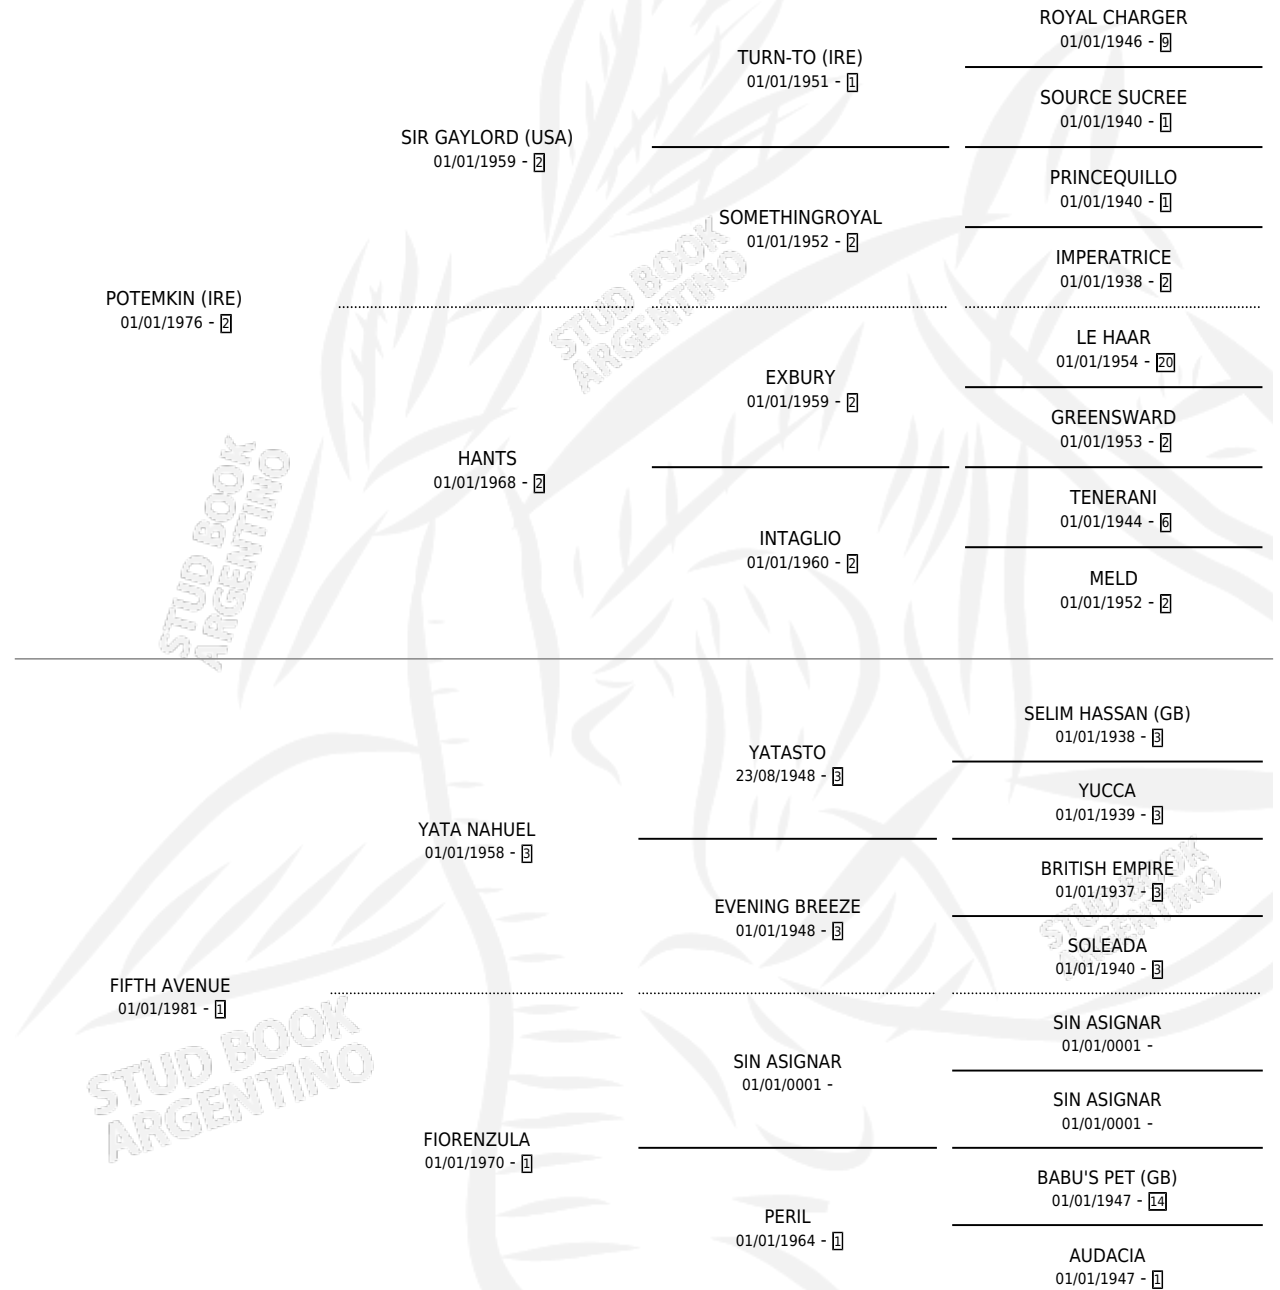 ROYAL CHARGER
01/01/1946 - 9
TURN-TO (IRE)
01/01/1951 - 1
SOURCE SUCREE
01/01/1940 - 1
SIR GAYLORD (USA)
01/01/1959 - 2
PRINCEQUILLO
01/01/1940 - 1
SOMETHINGROYAL
01/01/1952 - 2
IMPERATRICE
01/01/1938 - 2
POTEMKIN (IRE)
01/01/1976 - 2
LE HAAR
01/01/1954 - 20
EXBURY
01/01/1959 - 2
GREENSWARD
01/01/1953 - 2
HANTS
01/01/1968 - 2
TENERANI
01/01/1944 - 6
INTAGLIO
01/01/1960 - 2
MELD
01/01/1952 - 2
SELIM HASSAN (GB)
01/01/1938 - 3
YATASTO
23/08/1948 - 3
YUCCA
01/01/1939 - 3
YATA NAHUEL
01/01/1958 - 3
BRITISH EMPIRE
01/01/1937 - 3
EVENING BREEZE
01/01/1948 - 3
SOLEADA
01/01/1940 - 3
FIFTH AVENUE
01/01/1981 - 1
SIN ASIGNAR
01/01/0001 -
SIN ASIGNAR
01/01/0001 -
SIN ASIGNAR
01/01/0001 -
FIORENZULA
01/01/1970 - 1
BABU'S PET (GB)
01/01/1947 - 14
PERIL
01/01/1964 - 1
AUDACIA
01/01/1947 - 1
STUD BOOK
ARGENTINO
STUD BOOK
ARGENTINO
STUD BOOK
ARGENTINO
STUD BOOK
ARGENTINO